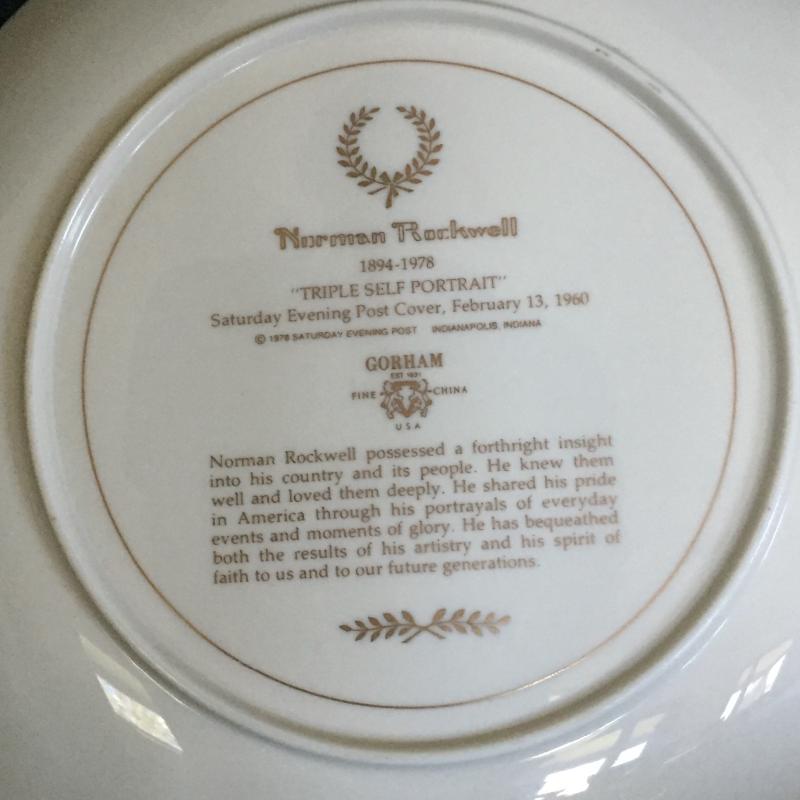 Norman Rockwell
1894-1978
"TRIPLE SELF PORTRAIT"
Saturday Evening Post Cover, February 13, 1960
© 1978 SATURDAY EVENING POST INDIANAPOLIS, INDIANA
GORHAM
EST 1831
FINE CHINA
USA
Norman Rockwell possessed a forthright insight
into his country and its people. He knew them
well and loved them deeply. He shared his pride
in America through his portrayals of everyday
events and moments of glory. He has bequeathed
both the results of his artistry and his spirit of
faith to us and to our future generations.